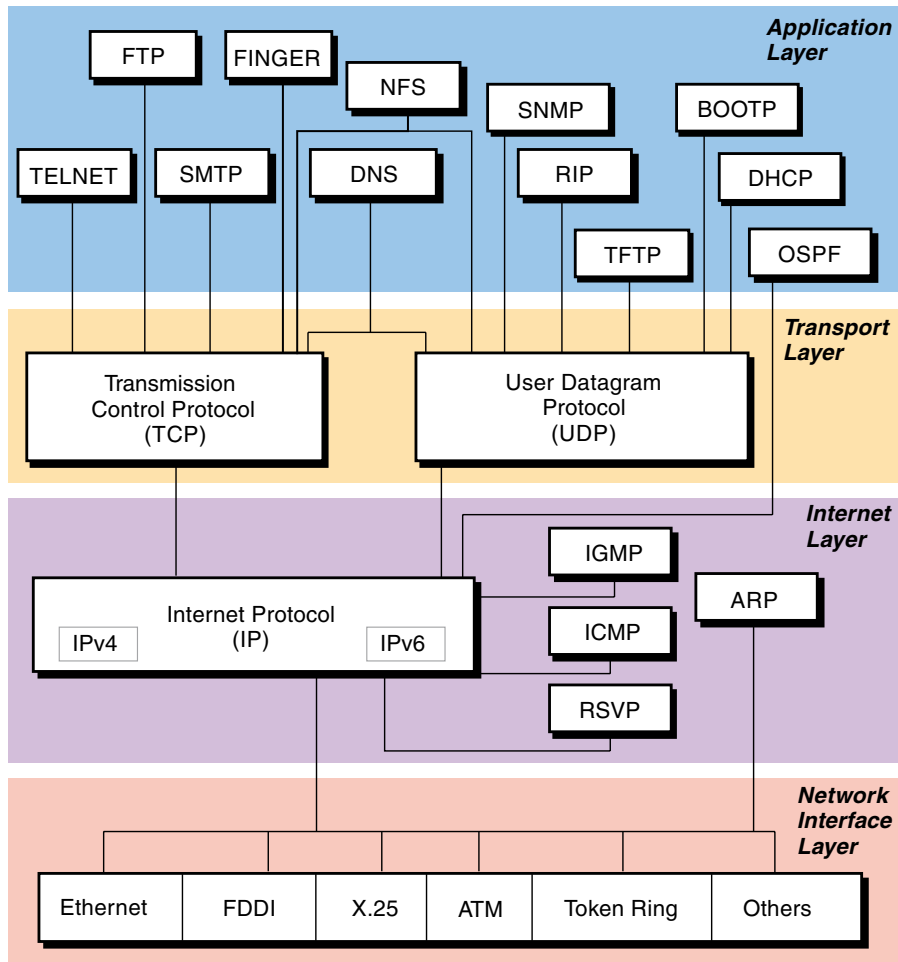 Application
Layer
FTP
FINGER
NFS
SNMP
BOOTP
TELNET
SMTP
DNS
RIP
DHCP
TFTP
OSPF
Transport
Layer
Transmission
Control Protocol
(TCP)
User Datagram
Protocol
(UDP)
Internet
Layer
IGMP
ARP
Internet Protocol
(IP)
IPv4
IPv6
ICMP
RSVP
Network
Interface
Layer
Ethernet
FDDI
X.25
ATM
Token Ring
Others